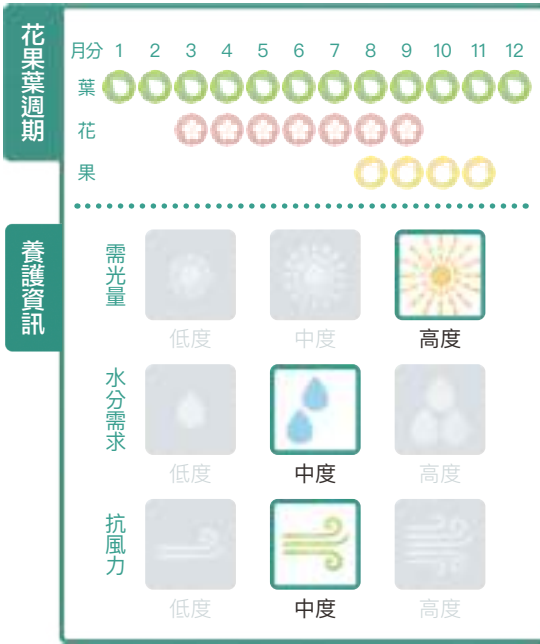 花果葉週期
月分 1 2 3 4 5 6 7 8 9 10 11 12
葉
花
果
養護資訊
需光量
低度 中度 高度
水分需求
低度 中度 高度
抗風力
低度 中度 高度